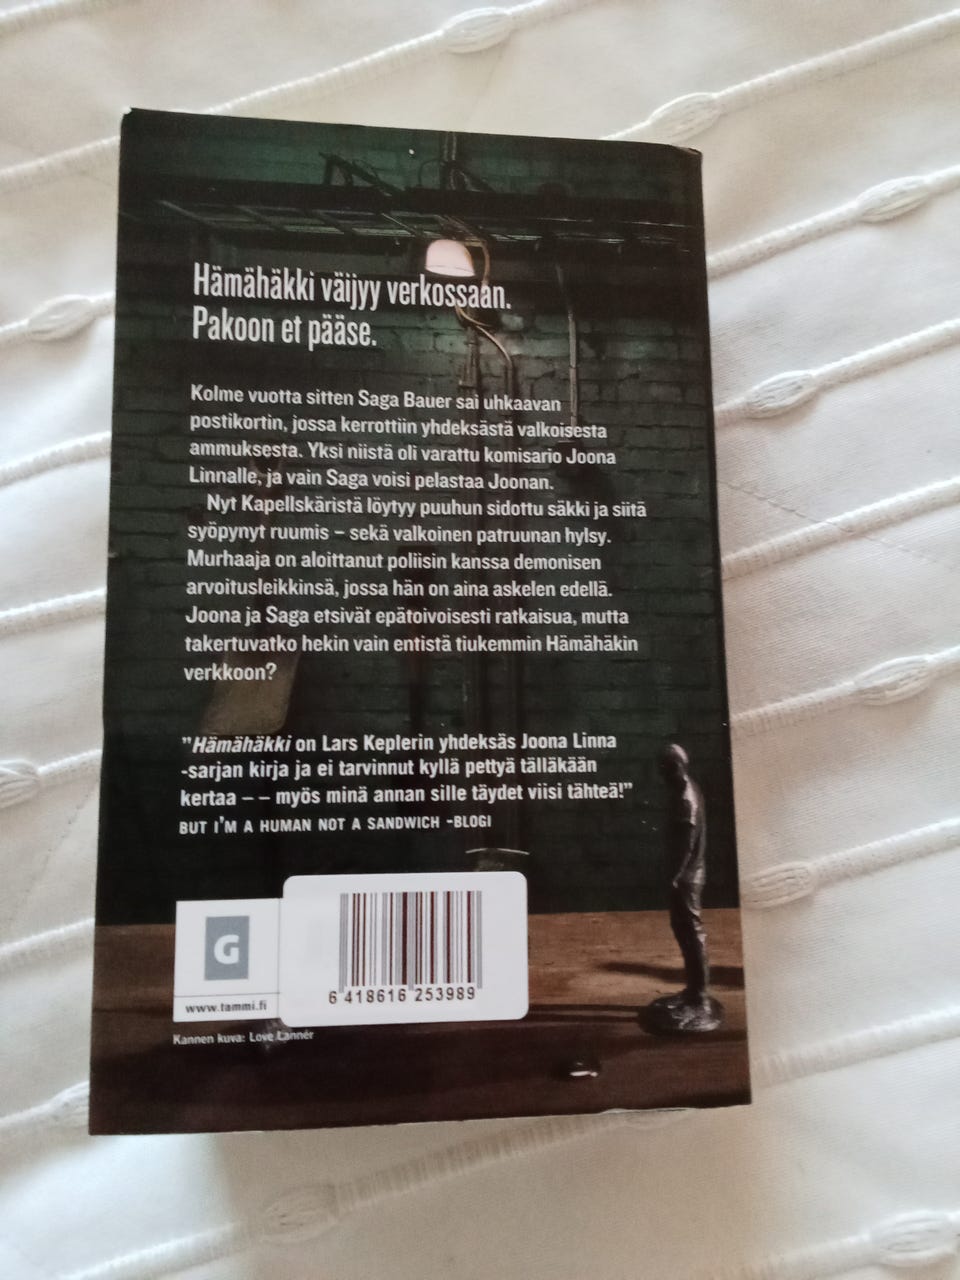 Hämähäkki väijyy verkossaan.
Pakoon et pääse.
Kolme vuotta sitten Saga Bauer sai uhkaavan
postikortin, jossa kerrottiin yhdeksästä valkoisesta
ammuksesta. Yksi niistä oli varattu komisario Joona
Linnalle, ja vain Saga voisi pelastaa Joonan.
Nyt Kapellskäristä löytyy puuhun sidottu säkki ja siitä
syöpynyt ruumis – sekä valkoinen patruunan hylsy.
Murhaaja on aloittanut poliisin kanssa demonisen
arvoitusleikkinsä, jossa hän on aina askelen edellä.
Joona ja Saga etsivät epätoivoisesti ratkaisua, mutta
takertuvatko hekin vain entistä tiukemmin Hämähäkin
verkkoon?
"Hämähäkki on Lars Keplerin yhdeksäs Joona Linna
-sarjan kirja ja ei tarvinnut kyllä pettyä tälläkään
kertaa – – myös minä annan sille täydet viisi tähteä!"
BUT I'M A HUMAN NOT A SANDWICH -BLOGI
G
www.tammi.fi
6 418616 253989
Kannen kuva: Love Lannér